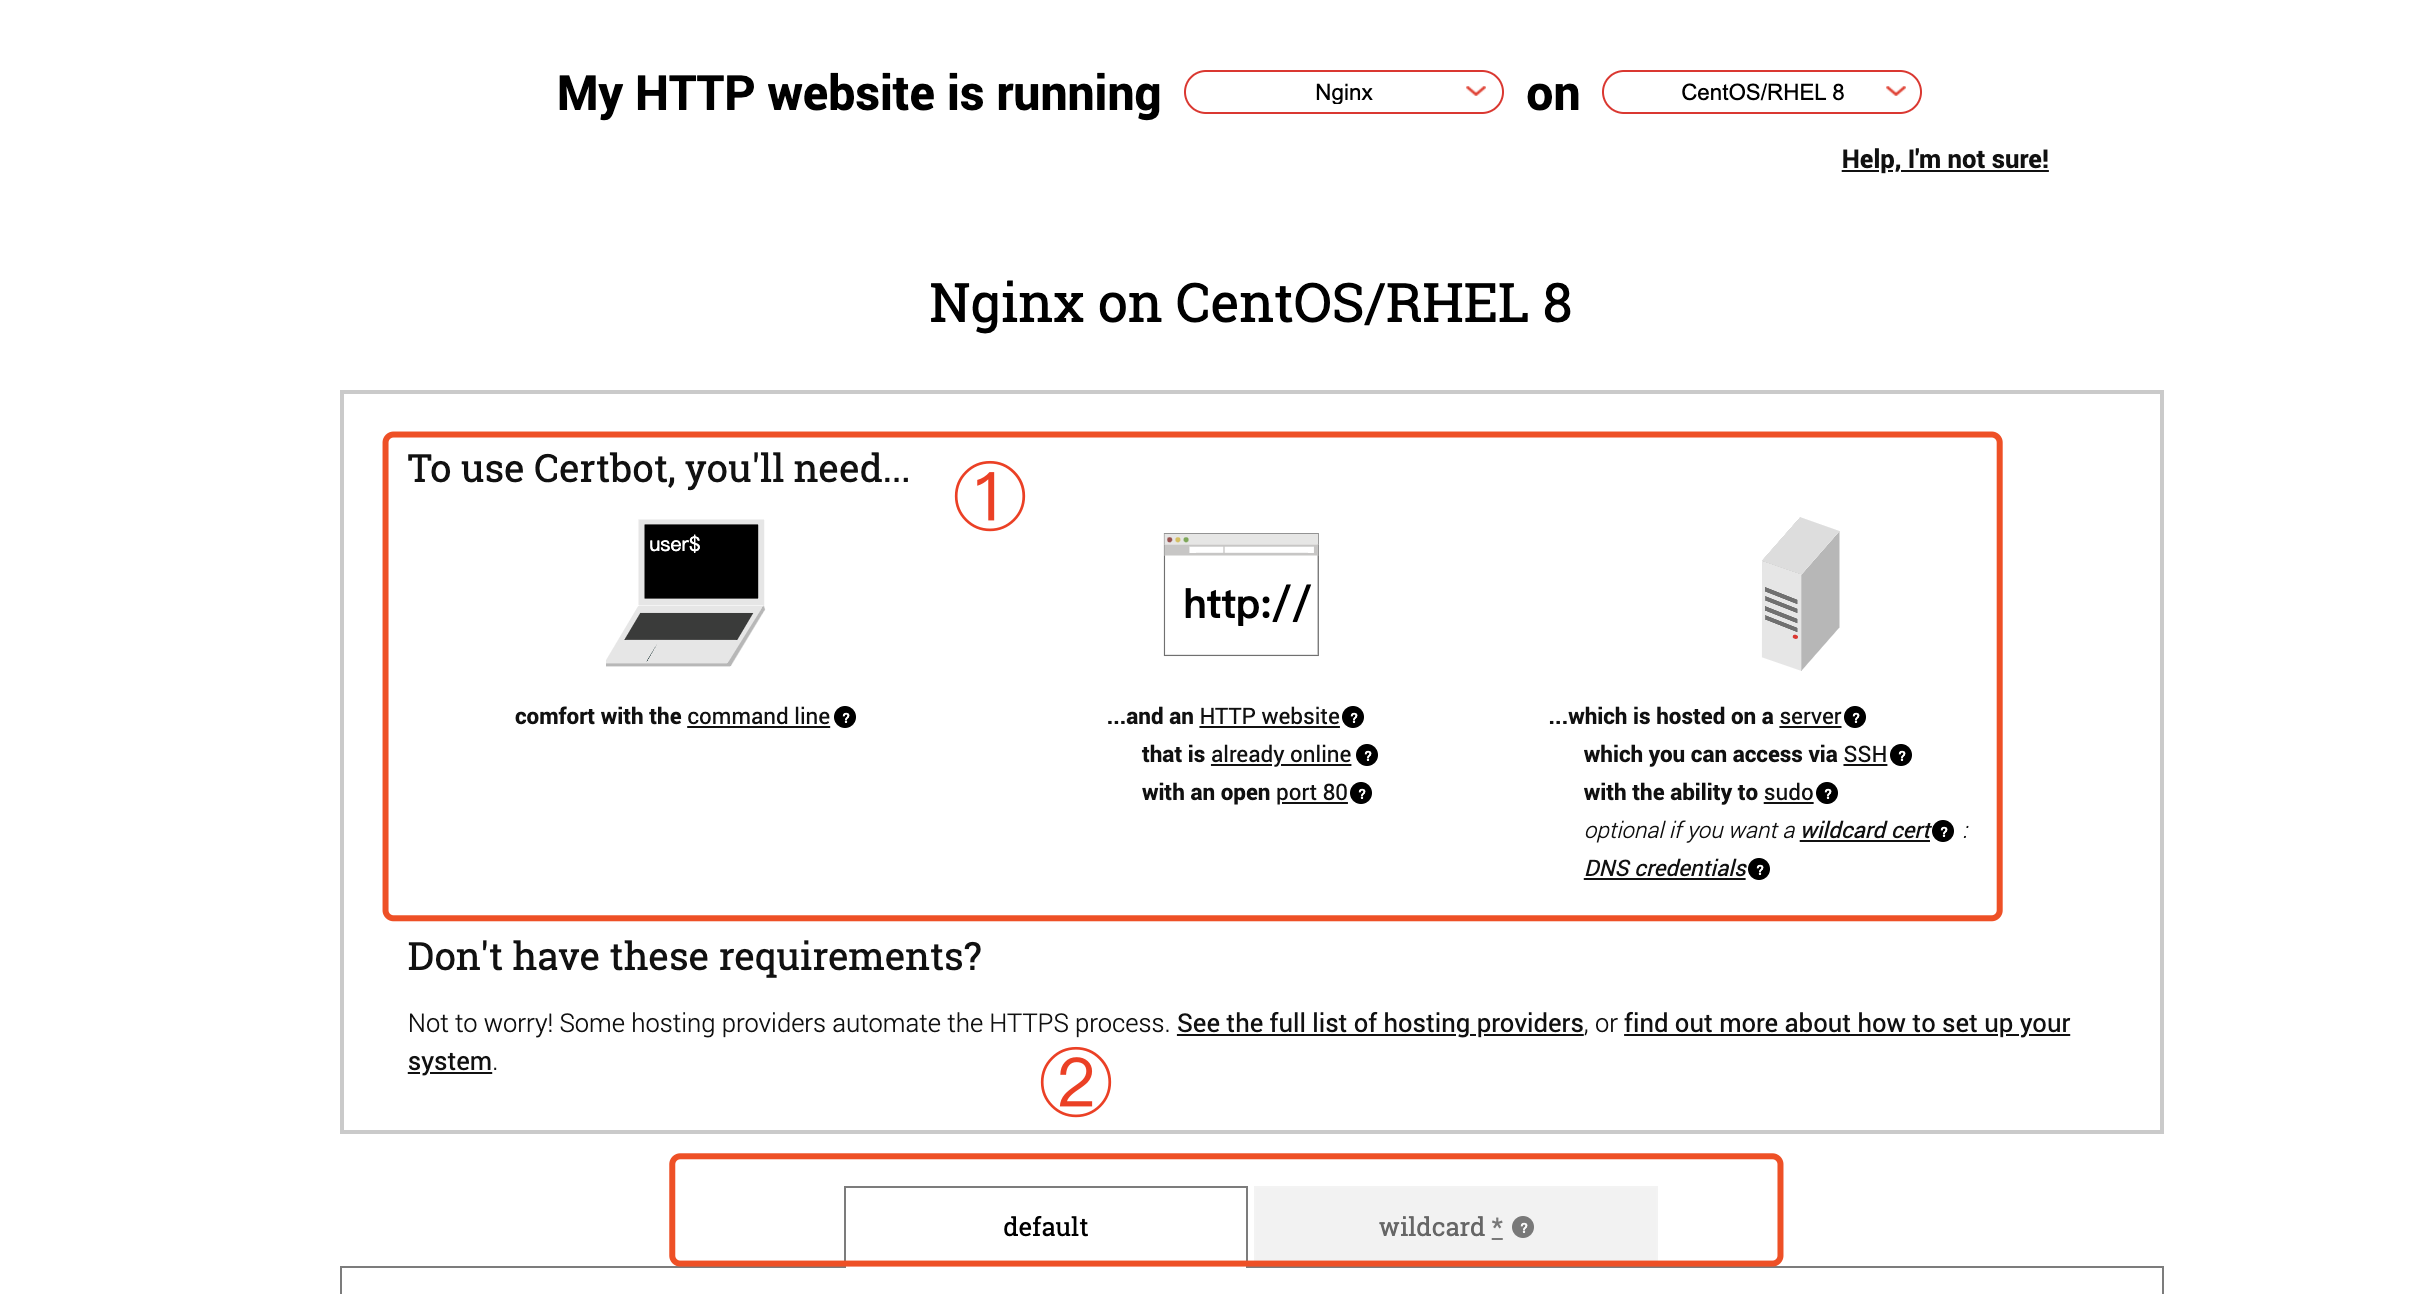 My HTTP website is running Nginx on CentOS/RHEL 8
Help, I'm not sure!
Nginx on CentOS/RHEL 8
To use Certbot, you'll need...
①
user$
http://
comfort with the command line ?
...and an HTTP website ?
that is already online ?
with an open port 80 ?
...which is hosted on a server ?
which you can access via SSH ?
with the ability to sudo ?
optional if you want a wildcard cert ? :
DNS credentials ?
Don't have these requirements?
Not to worry! Some hosting providers automate the HTTPS process. See the full list of hosting providers, or find out more about how to set up your
system.
②
default
wildcard * ?